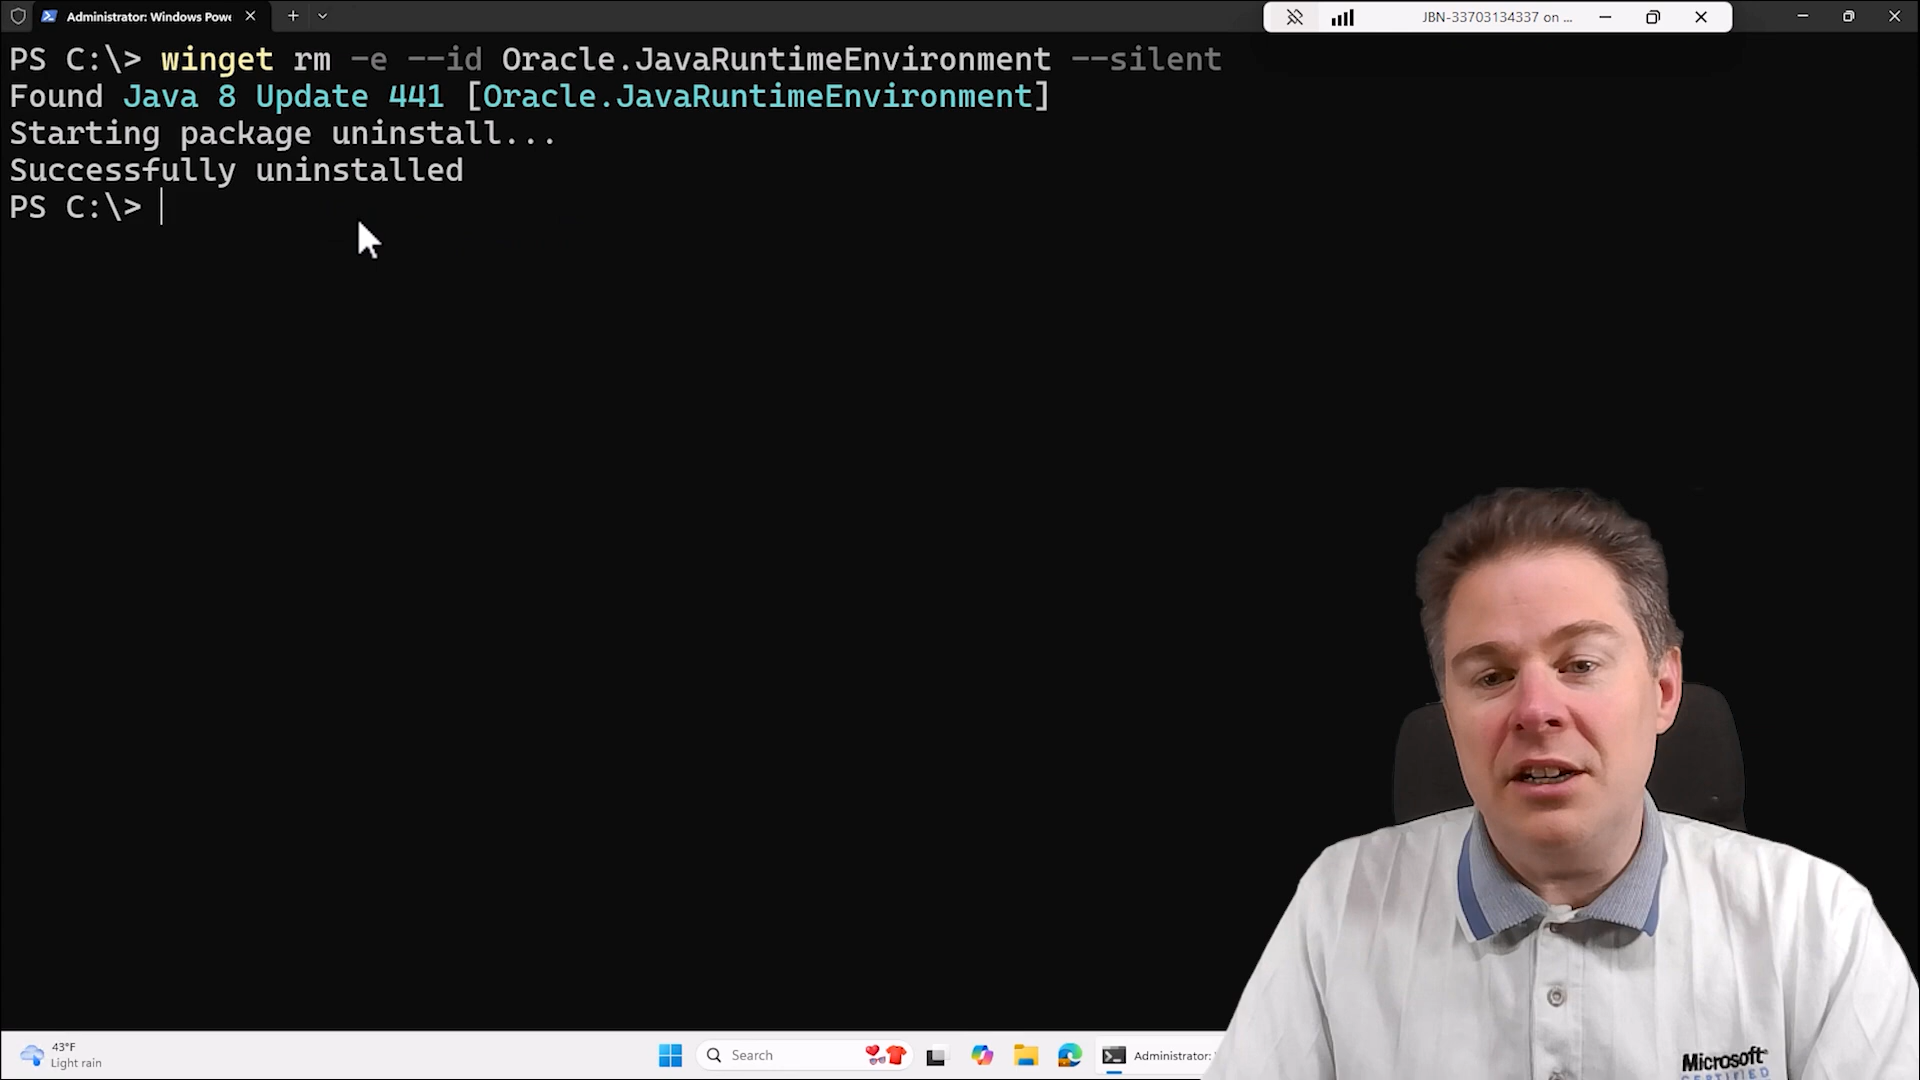 Administrator: Windows Powe
JBN-33703134337 on ...
PS C:\> winget rm -e --id Oracle.JavaRuntimeEnvironment --silent
Found Java 8 Update 441 [Oracle.JavaRuntimeEnvironment]
Starting package uninstall...
Successfully uninstalled
PS C:\>
43°F
Light rain
Search
Administrator:
Microsoft
CERTIFIED